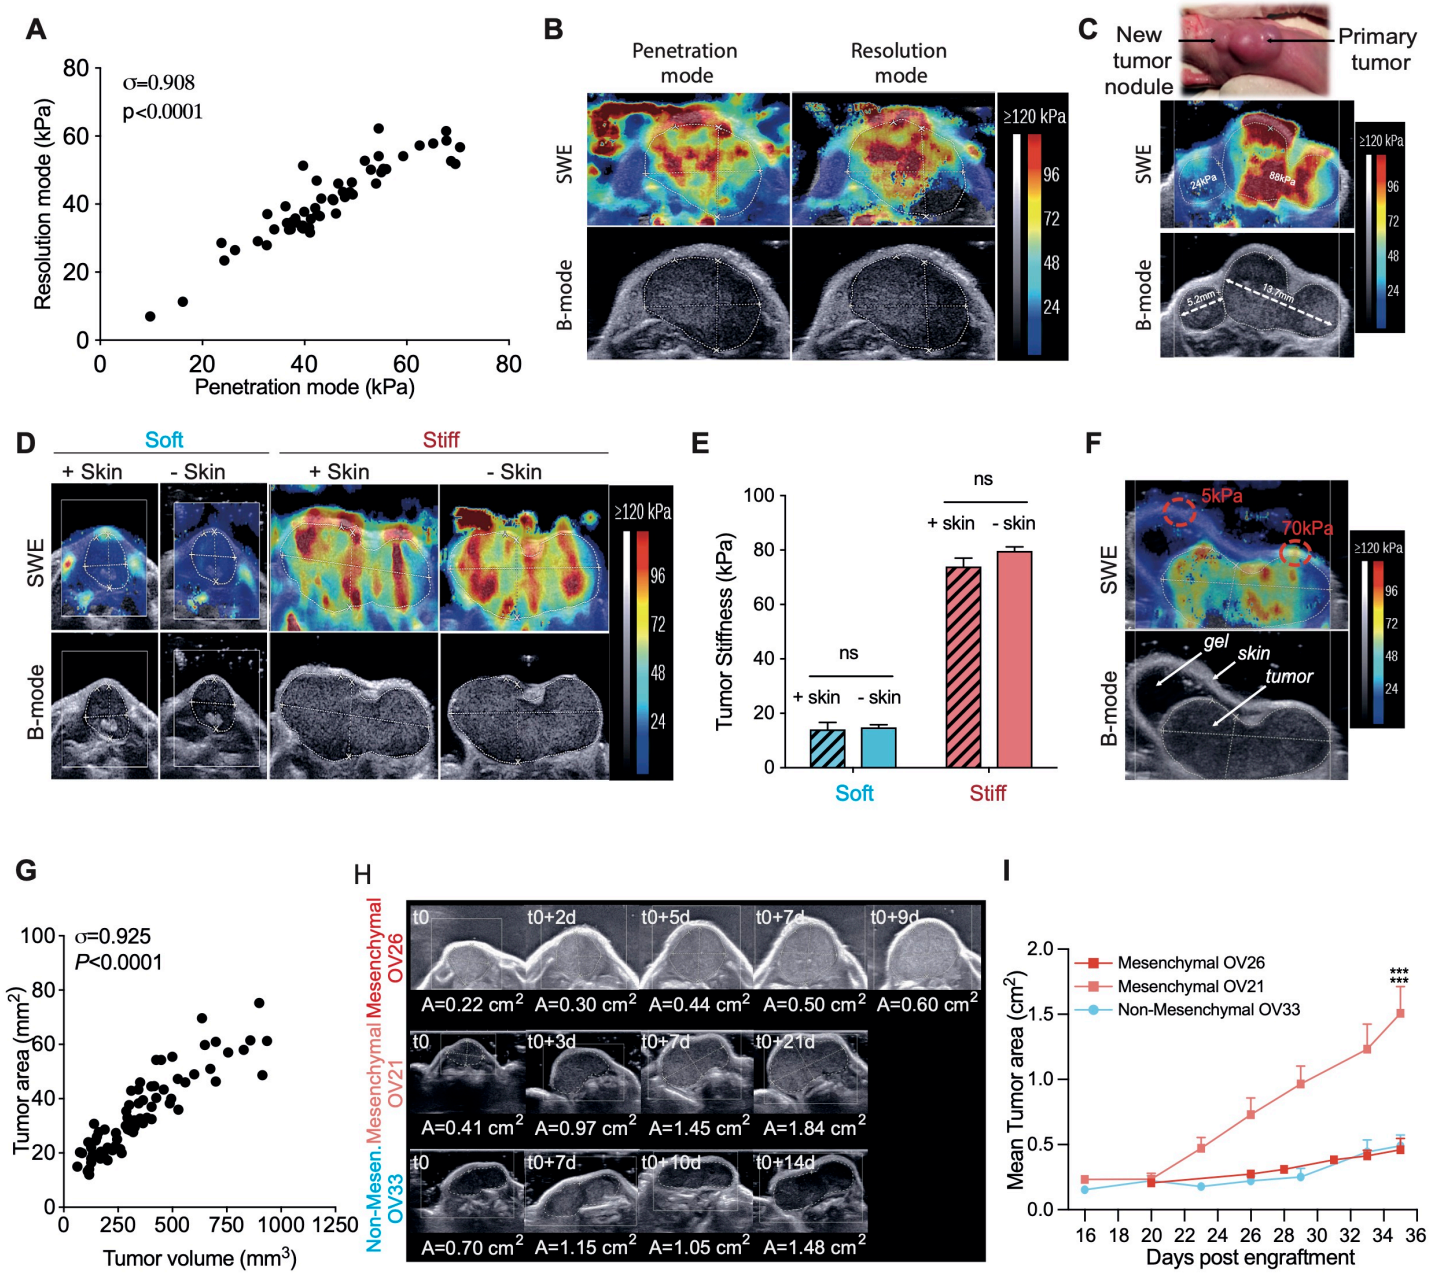 A
σ=0.908
p<0.0001
80
60
40
20
0
0 20 40 60 80
Resolution mode (kPa)
Penetration mode (kPa)
B
Penetration mode
Resolution mode
SWE
B-mode
≥120 kPa
96
72
48
24
C
New tumor nodule
Primary tumor
SWE
B-mode
24kPa
88kPa
5.2mm
13.7mm
≥120 kPa
96
72
48
24
D
Soft
Stiff
+ Skin
- Skin
+ Skin
- Skin
SWE
B-mode
≥120 kPa
96
72
48
24
E
Tumor Stiffness (kPa)
100
80
60
40
20
0
ns
+ skin
- skin
ns
+ skin
- skin
Soft
Stiff
F
SWE
B-mode
5kPa
70kPa
gel
skin
tumor
≥120 kPa
96
72
48
24
G
σ=0.925
P<0.0001
Tumor area (mm²)
100
80
60
40
20
0
0 250 500 750 1000 1250
Tumor volume (mm³)
H
Mesenchymal OV26
t0 t0+2d t0+5d t0+7d t0+9d
A=0.22 cm² A=0.30 cm² A=0.44 cm² A=0.50 cm² A=0.60 cm²
Mesenchymal OV21
t0 t0+3d t0+7d t0+21d
A=0.41 cm² A=0.97 cm² A=1.45 cm² A=1.84 cm²
Non-Mesen. OV33
t0 t0+7d t0+10d t0+14d
A=0.70 cm² A=1.15 cm² A=1.05 cm² A=1.48 cm²
I
Mean Tumor area (cm²)
2.0
1.5
1.0
0.5
0.0
Mesenchymal OV26
Mesenchymal OV21
Non-Mesenchymal OV33
***
***
16 18 20 22 24 26 28 30 32 34 36
Days post engraftment